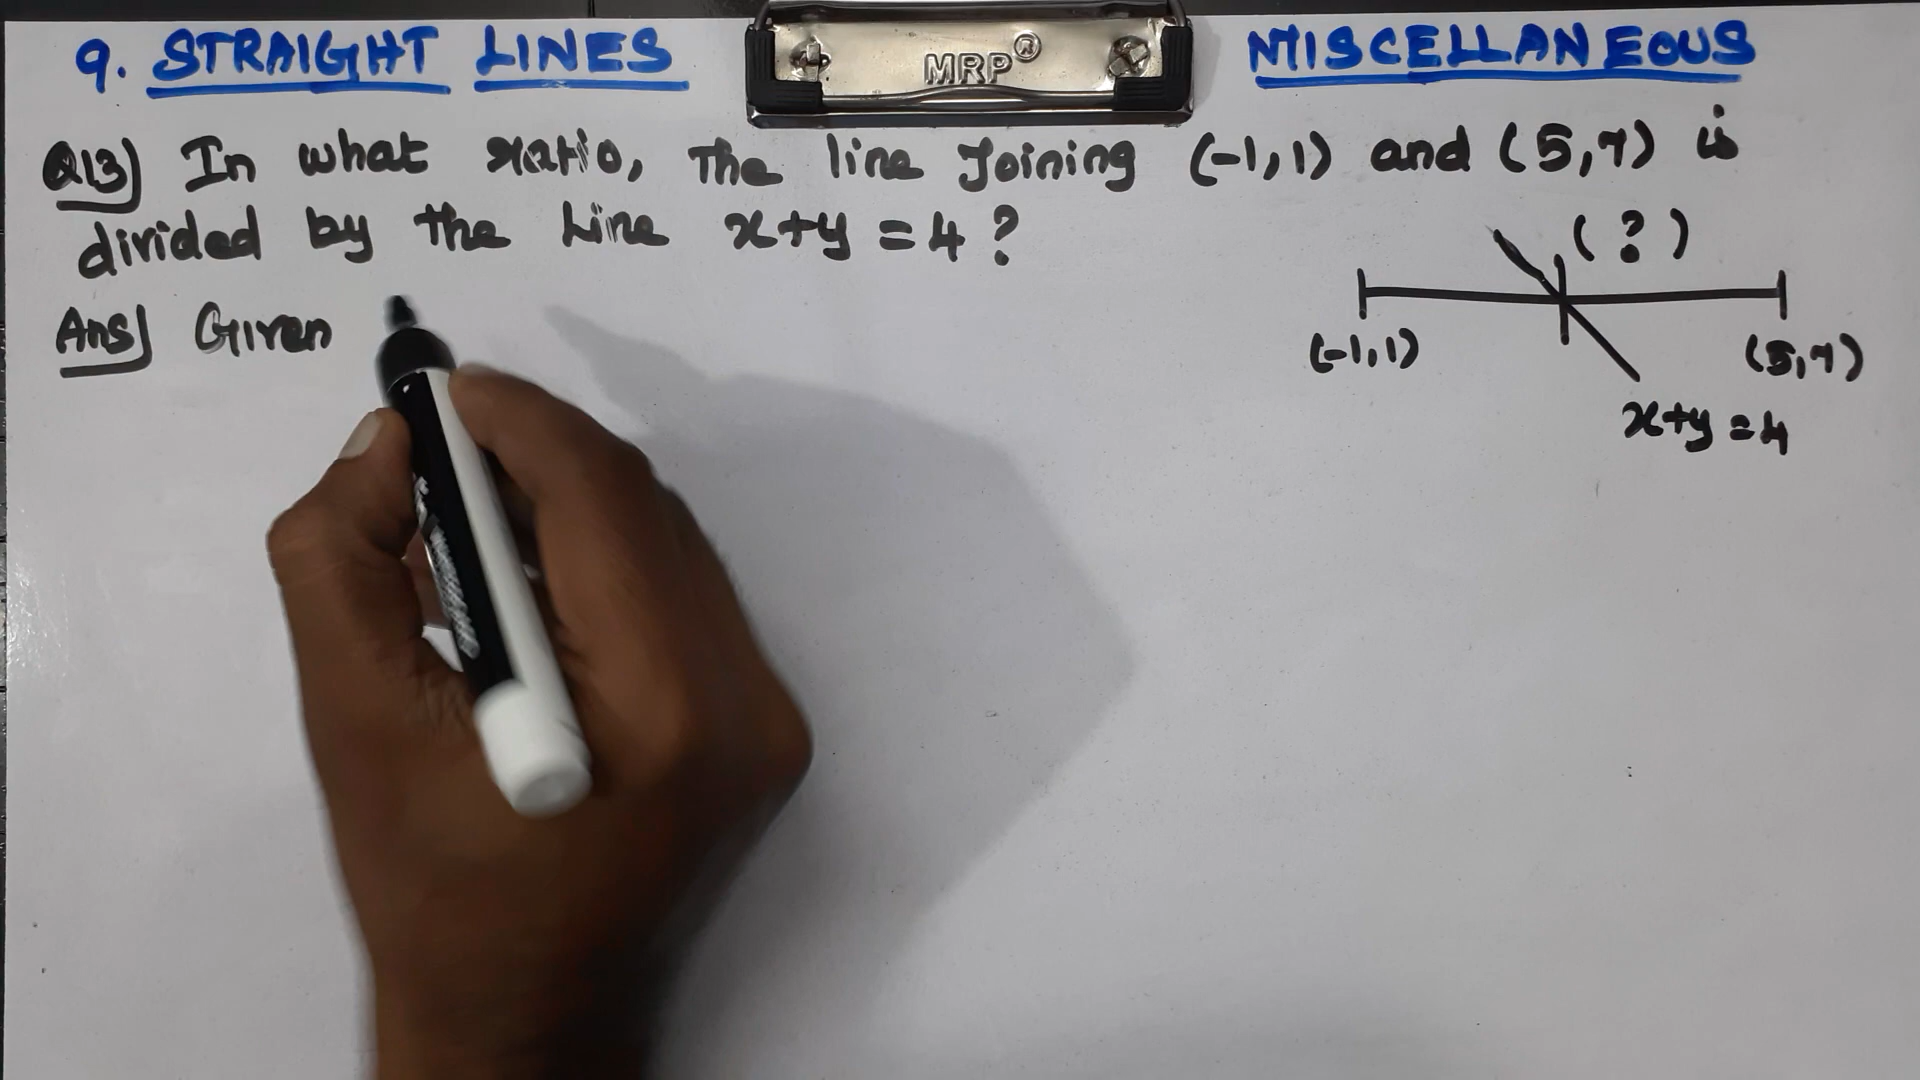 9. STRAIGHT LINES
MRP®
MISCELLANEOUS
Q13) In what ratio, The line Joining (-1,1) and (5,7) is
divided by the Line x+y =4 ?
Ans) Given
(?)
(-1,1)
(5,7)
x+y =4